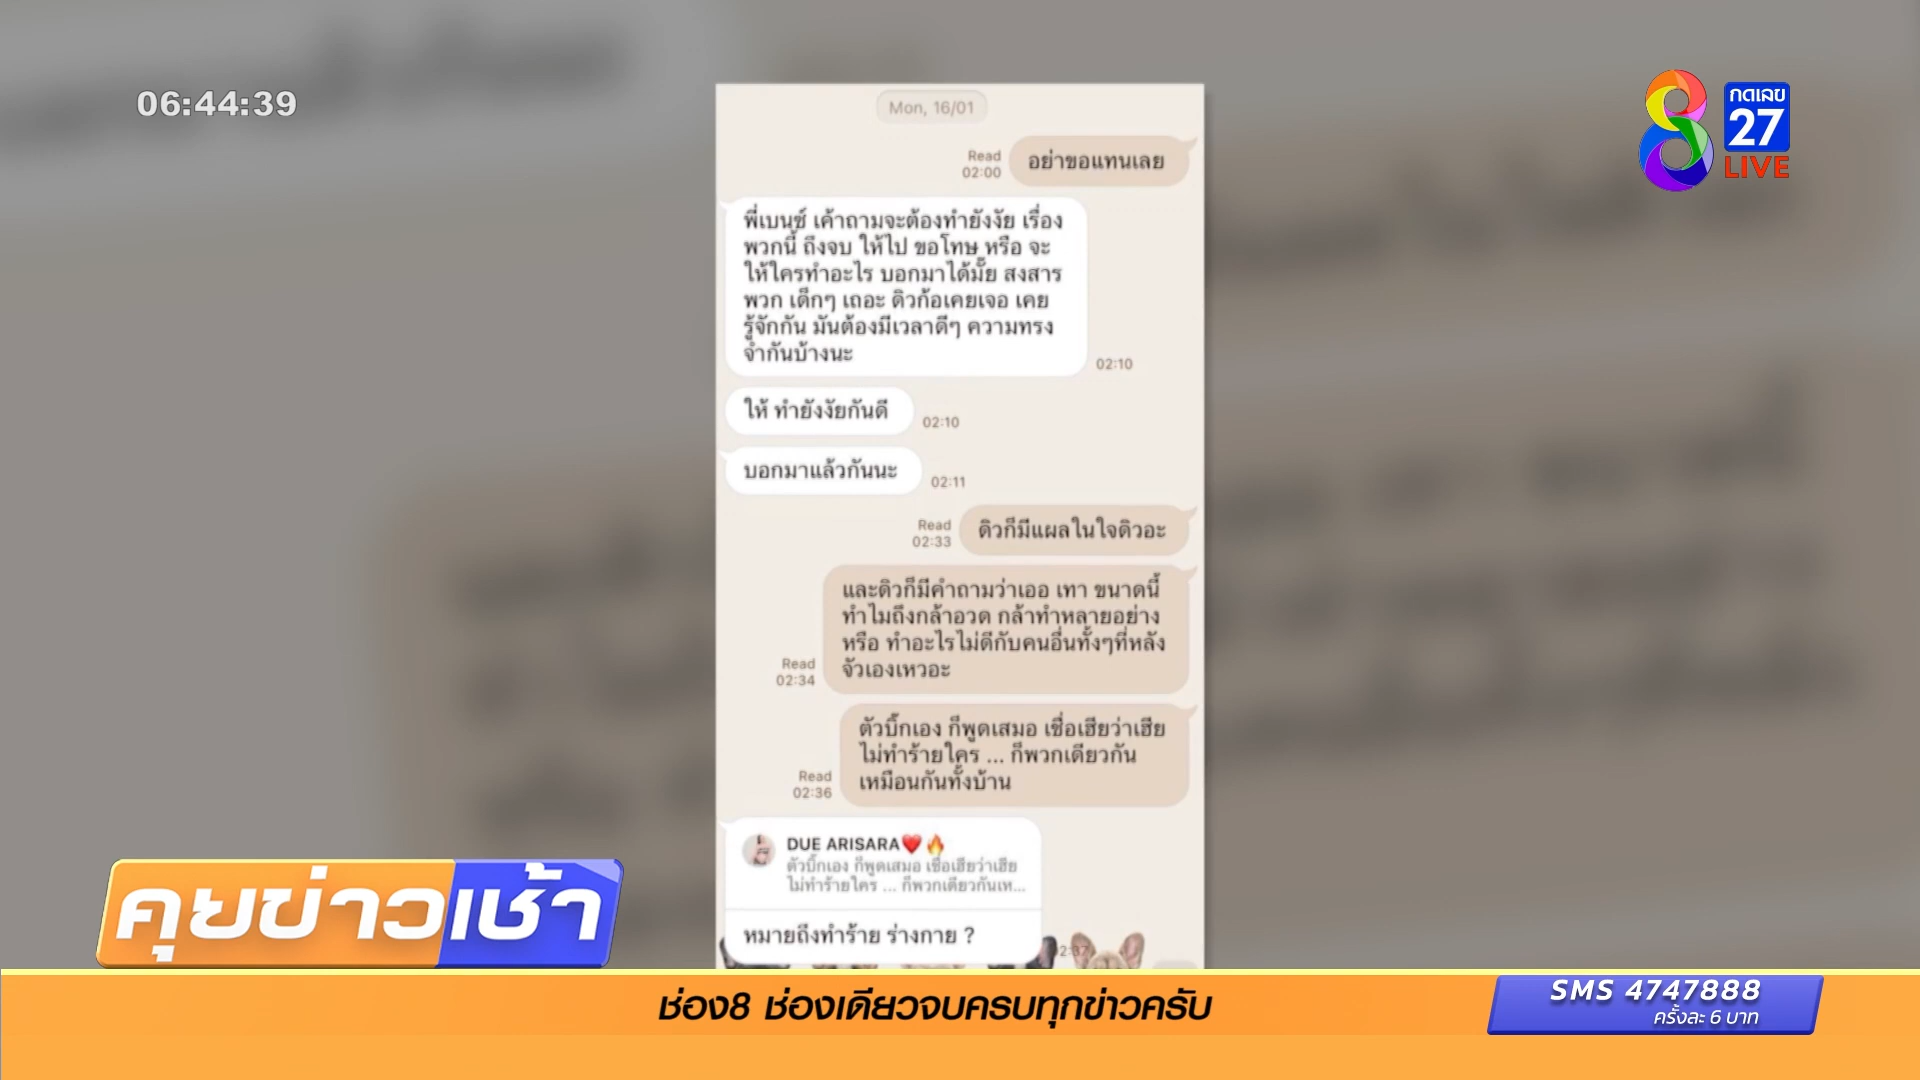 06:44:39
8
กดเลข
27
LIVE
Mon, 16/01
Read
02:00
อย่าขอแทนเลย
พี่เบนซ์ เค้าถามจะต้องทำยังงัย เรื่อง
พวกนี้ ถึงจบ ให้ไป ขอโทษ หรือ จะ
ให้ใครทำอะไร บอกมาได้มั๊ย สงสาร
พวก เด็กๆ เถอะ ดิวก้อเคยเจอ เคย
รู้จักกัน มันต้องมีเวลาดีๆ ความทรง
จำกันบ้างนะ
02:10
ให้ ทำยังงัยกันดี
02:10
บอกมาแล้วกันนะ
02:11
Read
02:33
ดิวก็มีแผลในใจดิวอะ
และดิวก็มีคำถามว่าเออ เทา ขนาดนี้
ทำไมถึงกล้าอวด กล้าทำหลายอย่าง
หรือ ทำอะไรไม่ดีกับคนอื่นทั้งๆที่หลัง
จัวเองเหวอะ
Read
02:34
ตัวบิ๊กเอง ก็พูดเสมอ เชื่อเฮียว่าเฮีย
ไม่ทำร้ายใคร ... ก็พวกเดียวกัน
เหมือนกันทั้งบ้าน
Read
02:36
DUE ARISARA❤️🔥
ตัวบิ๊กเอง ก็พูดเสมอ เชื่อเฮียว่าเฮีย
ไม่ทำร้ายใคร ... ก็พวกเดียวกันเห...
หมายถึงทำร้าย ร่างกาย ?
02:37
คุยข่าวเช้า
ช่อง8 ช่องเดียวจบครบทุกข่าวครับ
SMS 4747888
ครั้งละ 6 บาท